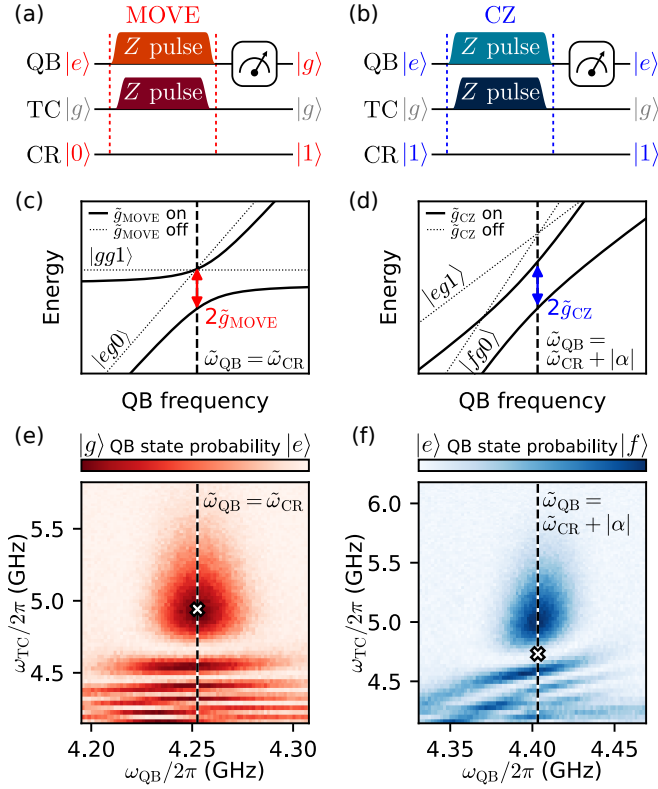 (a) MOVE
QB |e⟩ Z pulse |g⟩
TC |g⟩ Z pulse |g⟩
CR |0⟩ |1⟩
(b) CZ
QB |e⟩ Z pulse |e⟩
TC |g⟩ Z pulse |g⟩
CR |1⟩ |1⟩
(c)
g̃MOVE on
g̃MOVE off
|gg1⟩
|eg0⟩
2g̃MOVE
ω̃QB = ω̃CR
Energy
QB frequency
(d)
g̃CZ on
g̃CZ off
|eg1⟩
|fg0⟩
2g̃CZ
ω̃QB =
ω̃CR + |α|
Energy
QB frequency
(e)
|g⟩ QB state probability |e⟩
ω̃QB = ω̃CR
5.5
5.0
4.5
ωTC/2π (GHz)
4.20 4.25 4.30
ωQB/2π (GHz)
(f)
|e⟩ QB state probability |f⟩
ω̃QB =
ω̃CR + |α|
6.0
5.5
5.0
4.5
ωTC/2π (GHz)
4.35 4.40 4.45
ωQB/2π (GHz)